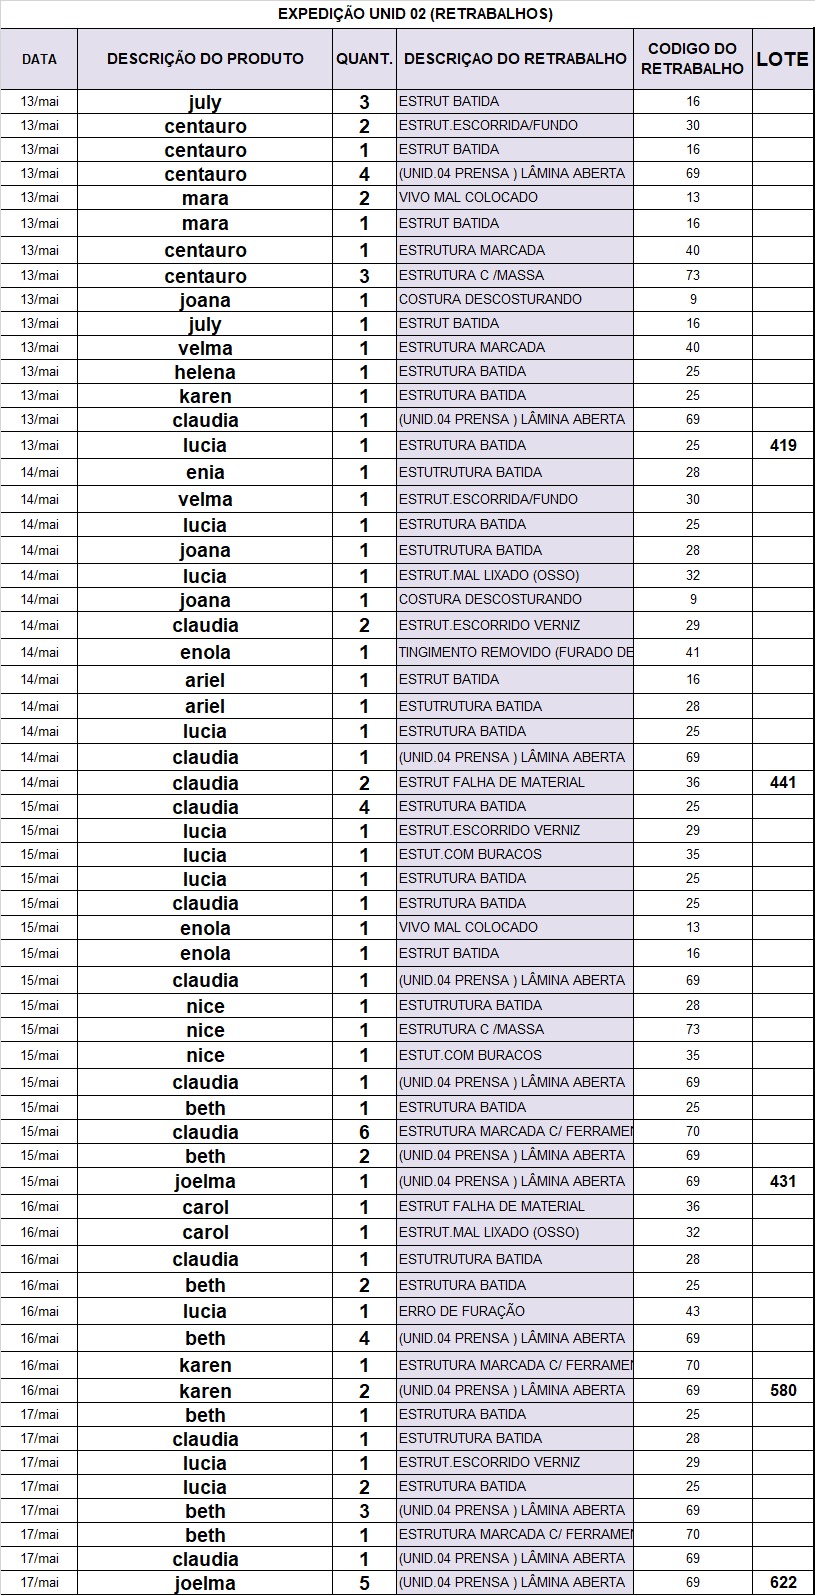 EXPEDIÇÃO UNID 02 (RETRABALHOS)
DATA DESCRIÇÃO DO PRODUTO QUANT. DESCRIÇAO DO RETRABALHO CODIGO DO RETRABALHO LOTE
13/mai july 3 ESTRUT BATIDA 16
13/mai centauro 2 ESTRUT.ESCORRIDA/FUNDO 30
13/mai centauro 1 ESTRUT BATIDA 16
13/mai centauro 4 (UNID.04 PRENSA ) LÂMINA ABERTA 69
13/mai mara 2 VIVO MAL COLOCADO 13
13/mai mara 1 ESTRUT BATIDA 16
13/mai centauro 1 ESTRUTURA MARCADA 40
13/mai centauro 3 ESTRUTURA C /MASSA 73
13/mai joana 1 COSTURA DESCOSTURANDO 9
13/mai july 1 ESTRUT BATIDA 16
13/mai velma 1 ESTRUTURA MARCADA 40
13/mai helena 1 ESTRUTURA BATIDA 25
13/mai karen 1 ESTRUTURA BATIDA 25
13/mai claudia 1 (UNID.04 PRENSA ) LÂMINA ABERTA 69
13/mai lucia 1 ESTRUTURA BATIDA 25 419
14/mai enia 1 ESTUTRUTURA BATIDA 28
14/mai velma 1 ESTRUT.ESCORRIDA/FUNDO 30
14/mai lucia 1 ESTRUTURA BATIDA 25
14/mai joana 1 ESTUTRUTURA BATIDA 28
14/mai lucia 1 ESTRUT.MAL LIXADO (OSSO) 32
14/mai joana 1 COSTURA DESCOSTURANDO 9
14/mai claudia 2 ESTRUT.ESCORRIDO VERNIZ 29
14/mai enola 1 TINGIMENTO REMOVIDO (FURADO DE 41
14/mai ariel 1 ESTRUT BATIDA 16
14/mai ariel 1 ESTUTRUTURA BATIDA 28
14/mai lucia 1 ESTRUTURA BATIDA 25
14/mai claudia 1 (UNID.04 PRENSA ) LÂMINA ABERTA 69
14/mai claudia 2 ESTRUT FALHA DE MATERIAL 36 441
15/mai claudia 4 ESTRUTURA BATIDA 25
15/mai lucia 1 ESTRUT.ESCORRIDO VERNIZ 29
15/mai lucia 1 ESTUT.COM BURACOS 35
15/mai lucia 1 ESTRUTURA BATIDA 25
15/mai claudia 1 ESTRUTURA BATIDA 25
15/mai enola 1 VIVO MAL COLOCADO 13
15/mai enola 1 ESTRUT BATIDA 16
15/mai claudia 1 (UNID.04 PRENSA ) LÂMINA ABERTA 69
15/mai nice 1 ESTUTRUTURA BATIDA 28
15/mai nice 1 ESTRUTURA C /MASSA 73
15/mai nice 1 ESTUT.COM BURACOS 35
15/mai claudia 1 (UNID.04 PRENSA ) LÂMINA ABERTA 69
15/mai beth 1 ESTRUTURA BATIDA 25
15/mai claudia 6 ESTRUTURA MARCADA C/ FERRAMEN 70
15/mai beth 2 (UNID.04 PRENSA ) LÂMINA ABERTA 69
15/mai joelma 1 (UNID.04 PRENSA ) LÂMINA ABERTA 69 431
16/mai carol 1 ESTRUT FALHA DE MATERIAL 36
16/mai carol 1 ESTRUT.MAL LIXADO (OSSO) 32
16/mai claudia 1 ESTUTRUTURA BATIDA 28
16/mai beth 2 ESTRUTURA BATIDA 25
16/mai lucia 1 ERRO DE FURAÇÃO 43
16/mai beth 4 (UNID.04 PRENSA ) LÂMINA ABERTA 69
16/mai karen 1 ESTRUTURA MARCADA C/ FERRAMEN 70
16/mai karen 2 (UNID.04 PRENSA ) LÂMINA ABERTA 69 580
17/mai beth 1 ESTRUTURA BATIDA 25
17/mai claudia 1 ESTUTRUTURA BATIDA 28
17/mai lucia 1 ESTRUT.ESCORRIDO VERNIZ 29
17/mai lucia 2 ESTRUTURA BATIDA 25
17/mai beth 3 (UNID.04 PRENSA ) LÂMINA ABERTA 69
17/mai beth 1 ESTRUTURA MARCADA C/ FERRAMEN 70
17/mai claudia 1 (UNID.04 PRENSA ) LÂMINA ABERTA 69
17/mai joelma 5 (UNID.04 PRENSA ) LÂMINA ABERTA 69 622